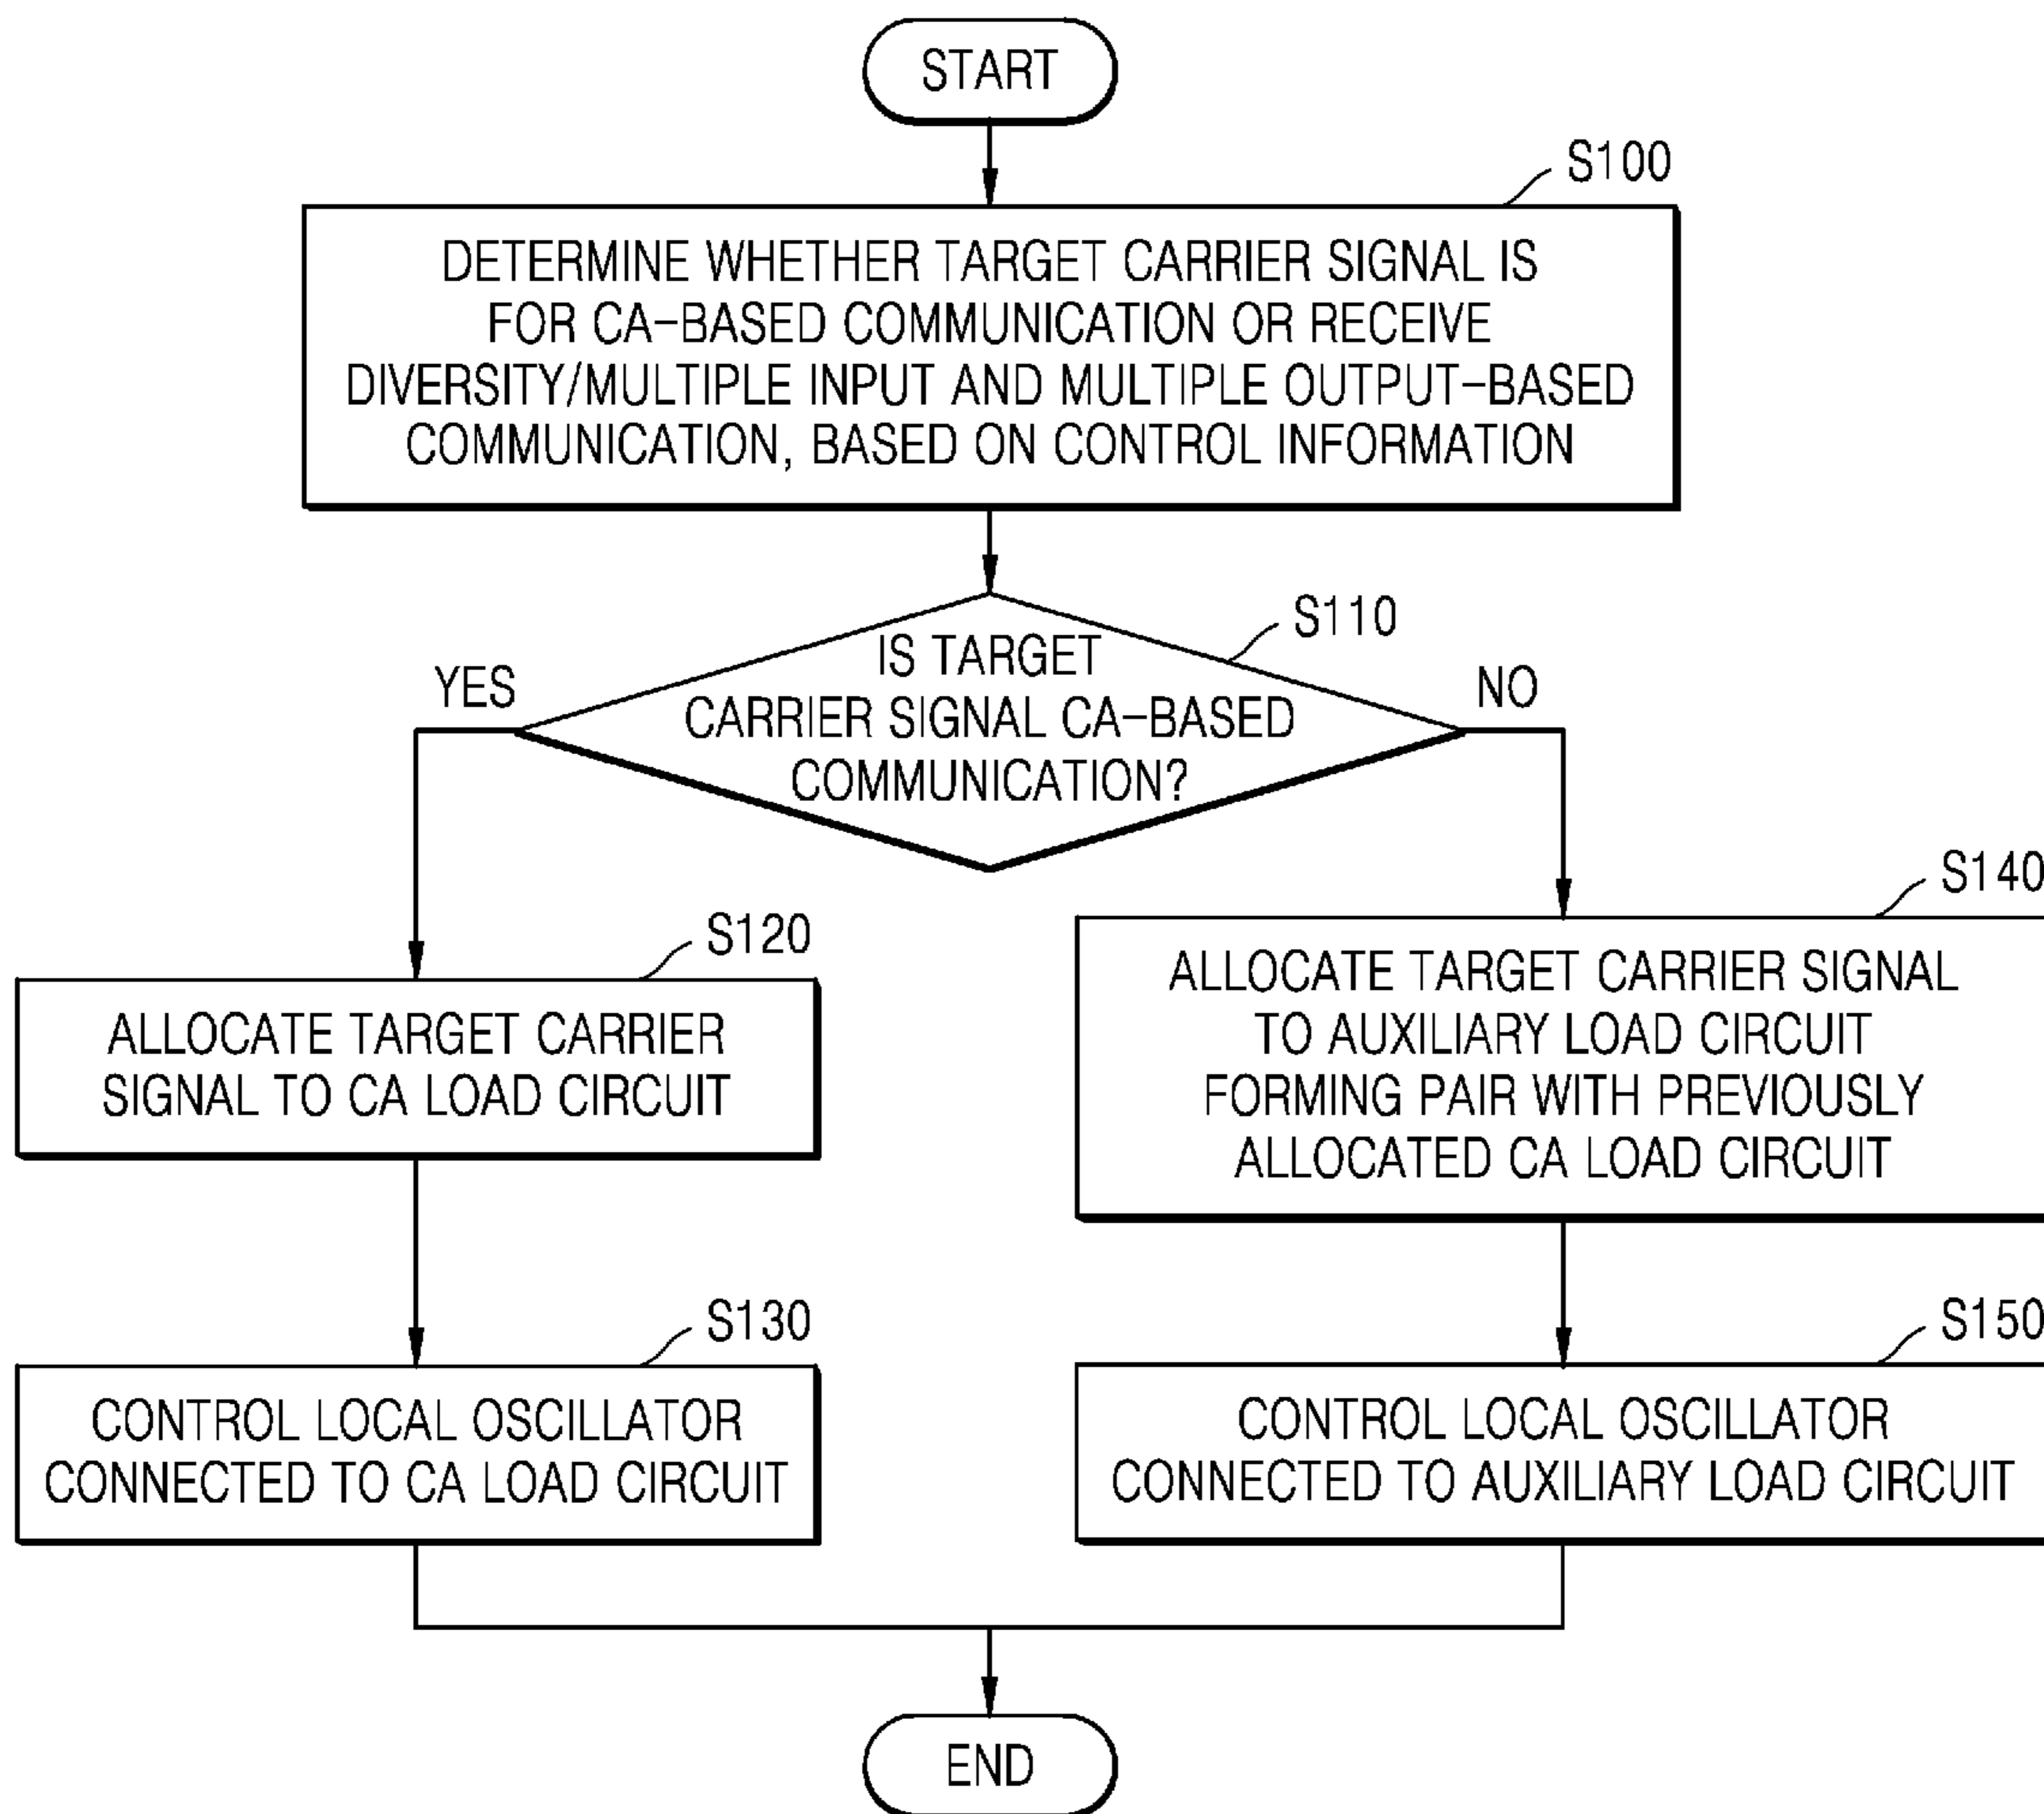 START
S100
DETERMINE WHETHER TARGET CARRIER SIGNAL IS
FOR CA-BASED COMMUNICATION OR RECEIVE
DIVERSITY/MULTIPLE INPUT AND MULTIPLE OUTPUT-BASED
COMMUNICATION, BASED ON CONTROL INFORMATION
S110
IS TARGET
CARRIER SIGNAL CA-BASED
COMMUNICATION?
YES
NO
S120
ALLOCATE TARGET CARRIER
SIGNAL TO CA LOAD CIRCUIT
S130
CONTROL LOCAL OSCILLATOR
CONNECTED TO CA LOAD CIRCUIT
S140
ALLOCATE TARGET CARRIER SIGNAL
TO AUXILIARY LOAD CIRCUIT
FORMING PAIR WITH PREVIOUSLY
ALLOCATED CA LOAD CIRCUIT
S150
CONTROL LOCAL OSCILLATOR
CONNECTED TO AUXILIARY LOAD CIRCUIT
END